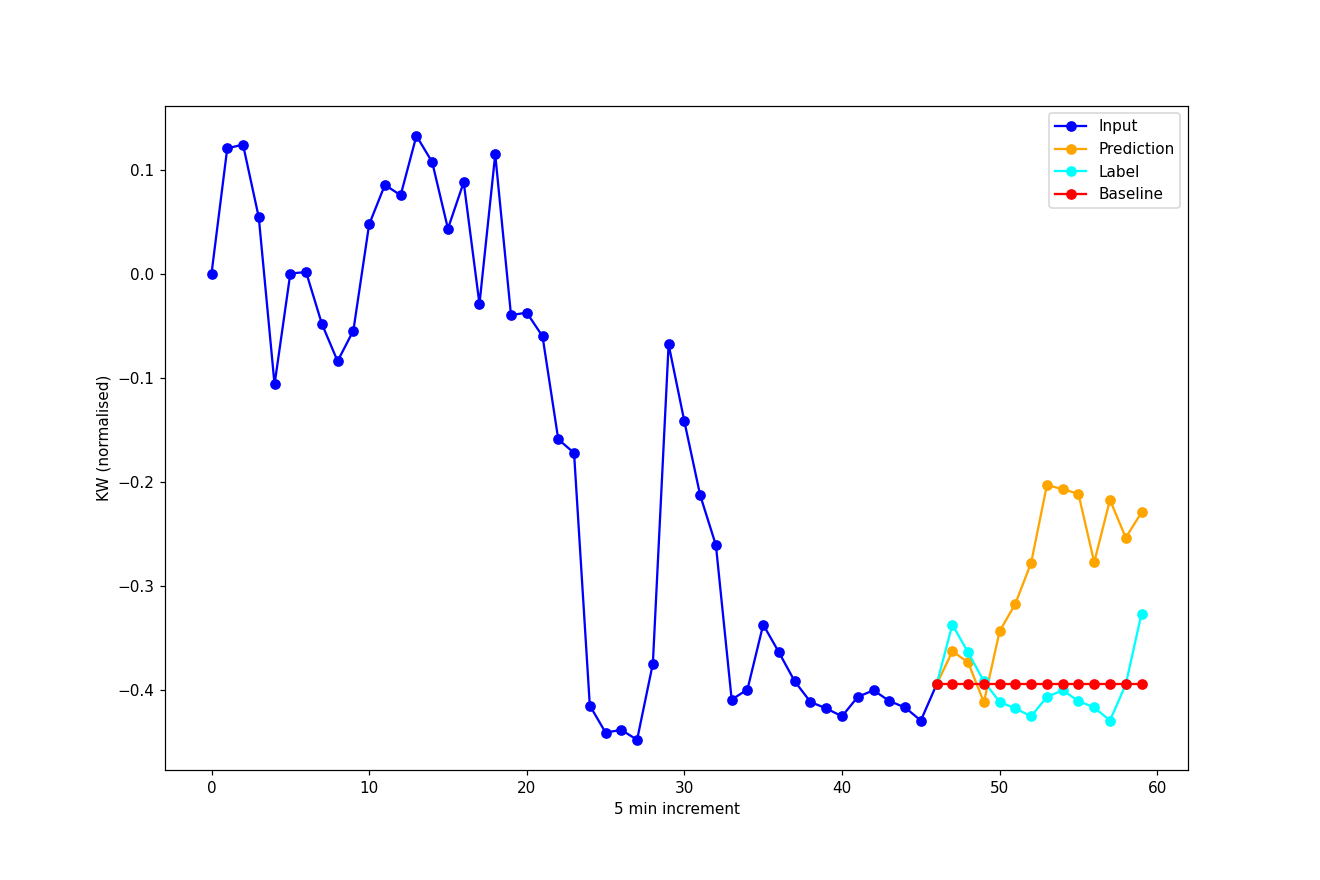 Input
Prediction
Label
Baseline
0.1
0.0
−0.1
−0.2
−0.3
−0.4
KW (normalised)
0 10 20 30 40 50 60
5 min increment